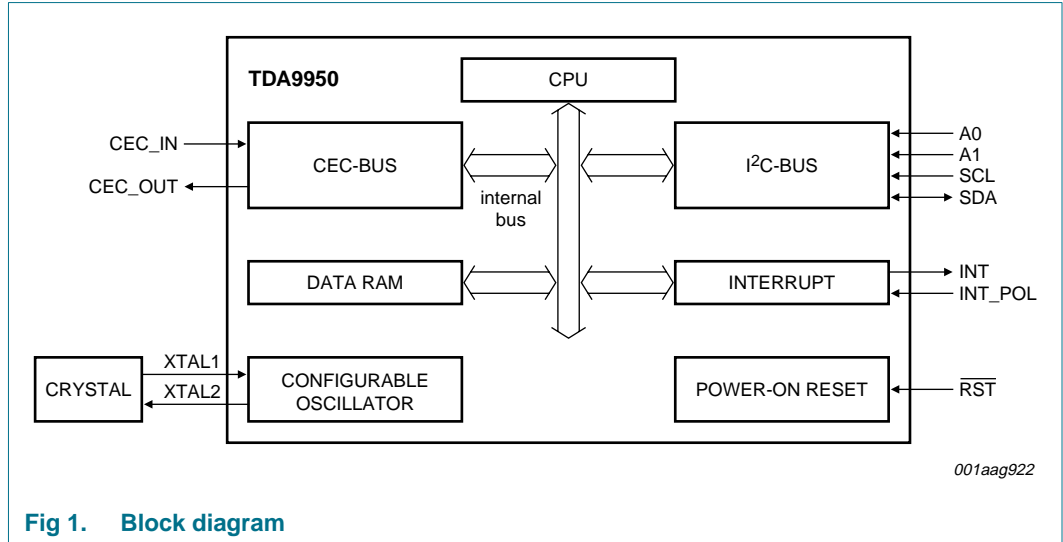 TDA9950
CPU
CEC_IN
CEC_OUT
CEC-BUS
internal
bus
I²C-BUS
A0
A1
SCL
SDA
DATA RAM
INTERRUPT
INT
INT_POL
CRYSTAL
XTAL1
XTAL2
CONFIGURABLE
OSCILLATOR
POWER-ON RESET
R̅S̅T̅
001aag922
Fig 1. Block diagram